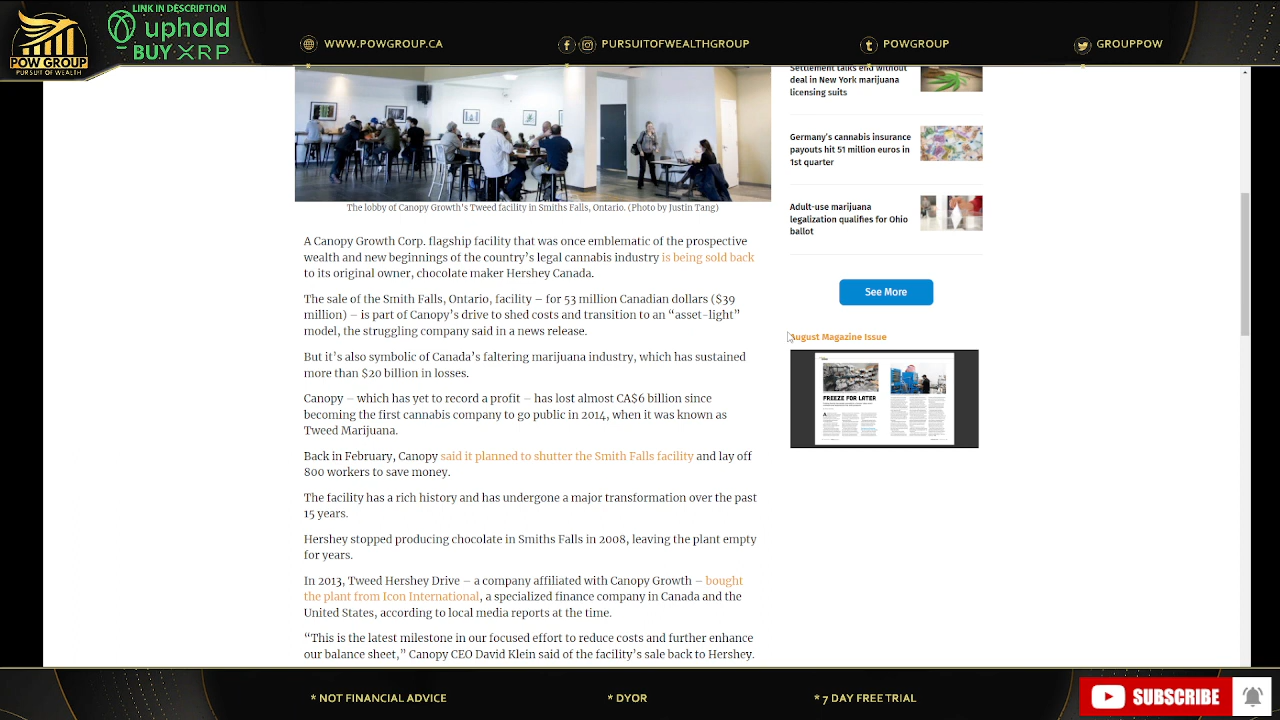 LINK IN DESCRIPTION
uphold
BUY XRP
POW GROUP
PURSUIT OF WEALTH
WWW.POWGROUP.CA
PURSUITOFWEALTHGROUP
POWGROUP
GROUPPOW
The lobby of Canopy Growth's Tweed facility in Smiths Falls, Ontario. (Photo by Justin Tang)
A Canopy Growth Corp. flagship facility that was once emblematic of the prospective
wealth and new beginnings of the country's legal cannabis industry is being sold back
to its original owner, chocolate maker Hershey Canada.
The sale of the Smith Falls, Ontario, facility – for 53 million Canadian dollars ($39
million) – is part of Canopy's drive to shed costs and transition to an “asset-light”
model, the struggling company said in a news release.
But it's also symbolic of Canada's faltering marijuana industry, which has sustained
more than $20 billion in losses.
Canopy – which has yet to record a profit – has lost almost CA$6 billion since
becoming the first cannabis company to go public in 2014, when it was known as
Tweed Marijuana.
Back in February, Canopy said it planned to shutter the Smith Falls facility and lay off
800 workers to save money.
The facility has a rich history and has undergone a major transformation over the past
15 years.
Hershey stopped producing chocolate in Smiths Falls in 2008, leaving the plant empty
for years.
In 2013, Tweed Hershey Drive – a company affiliated with Canopy Growth – bought
the plant from Icon International, a specialized finance company in Canada and the
United States, according to local media reports at the time.
“This is the latest milestone in our focused effort to reduce costs and further enhance
our balance sheet,” Canopy CEO David Klein said of the facility's sale back to Hershey.
Settlement talks end without
deal in New York marijuana
licensing suits
Germany's cannabis insurance
payouts hit 51 million euros in
1st quarter
Adult-use marijuana
legalization qualifies for Ohio
ballot
See More
August Magazine Issue
FREEZE FOR LATER
* NOT FINANCIAL ADVICE
* DYOR
* 7 DAY FREE TRIAL
SUBSCRIBE